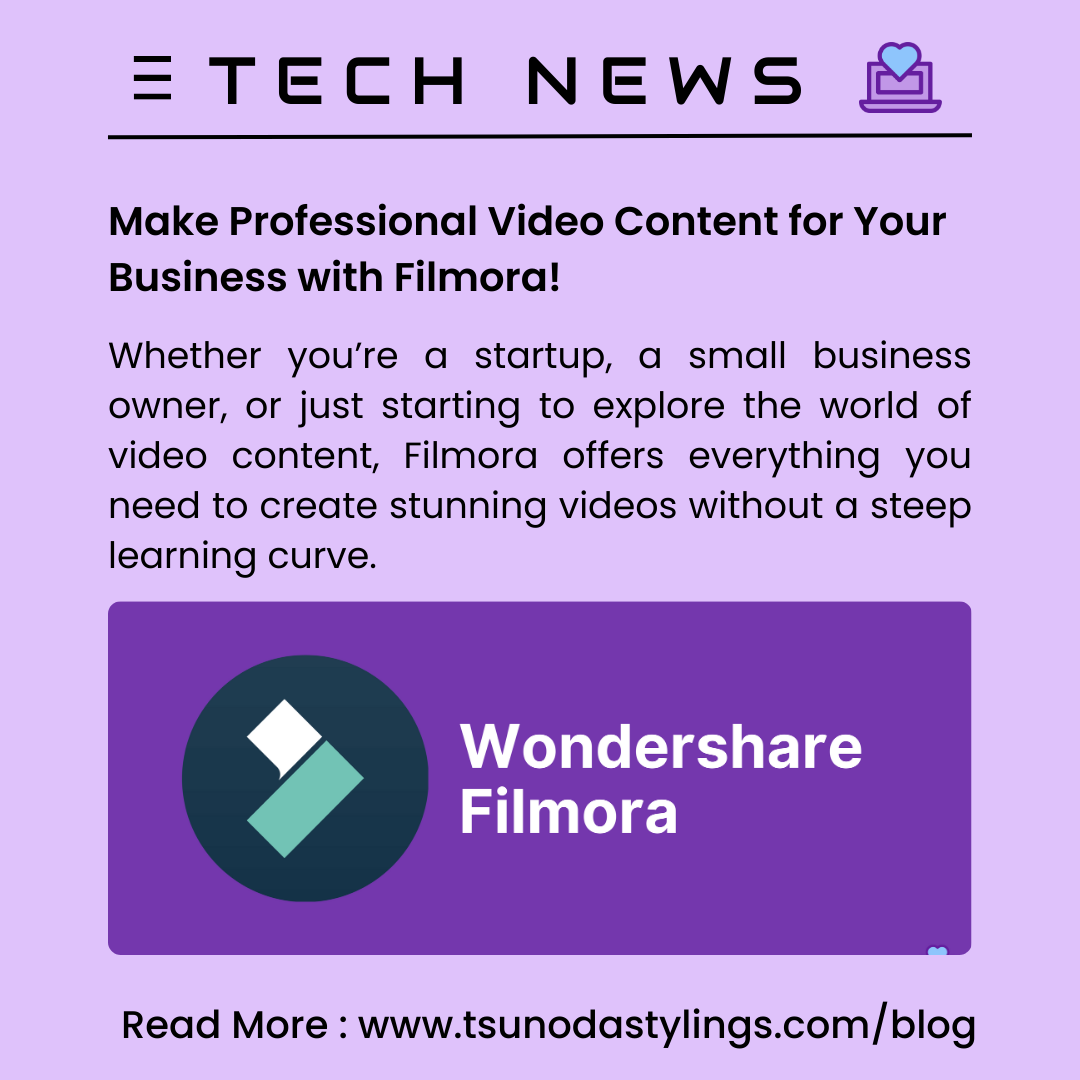 TECH NEWS
Make Professional Video Content for Your
Business with Filmora!
Whether you’re a startup, a small business
owner, or just starting to explore the world of
video content, Filmora offers everything you
need to create stunning videos without a steep
learning curve.
Wondershare
Filmora
Read More : www.tsunodastylings.com/blog